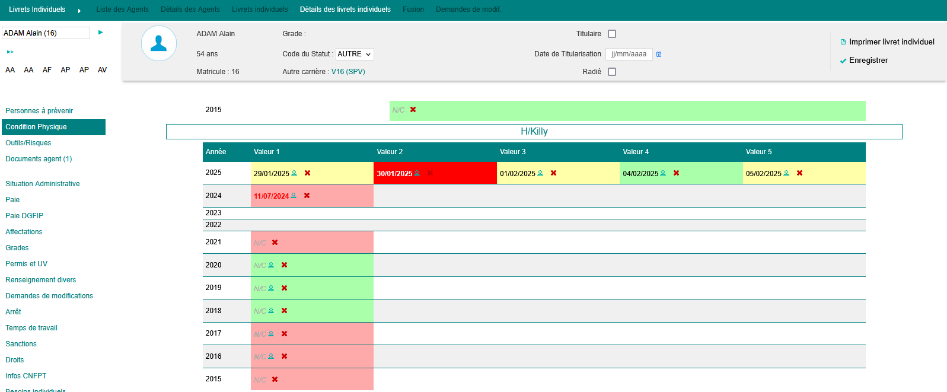 Livrets Individuels Liste des Agents Détails des Agents Livrets individuels Détails des livrets individuels Fusion Demandes de modif.
ADAM Alain (16)
AA AA AF AP AP AV
ADAM Alain Grade : Titulaire
54 ans Code du Statut : AUTRE Date de Titularisation jj/mm/aaaa
Matricule : 16 Autre carrière : V16 (SPV) Radié
Imprimer livret individuel
Enregistrer
Personnes à prévenir
Condition Physique
Outils/Risques
Documents agent (1)
Situation Administrative
Paie
Paie DGFIP
Affectations
Grades
Permis et UV
Renseignement divers
Demandes de modifications
Arrêt
Temps de travail
Sanctions
Droits
Infos CNFPT
Besoins Individuels
2015 N/C
H/Killy
Année Valeur 1 Valeur 2 Valeur 3 Valeur 4 Valeur 5
2025 29/01/2025 30/01/2025 01/02/2025 04/02/2025 05/02/2025
2024 11/07/2024
2023
2022
2021 N/C
2020 N/C
2019 N/C
2018 N/C
2017 N/C
2016 N/C
2015 N/C